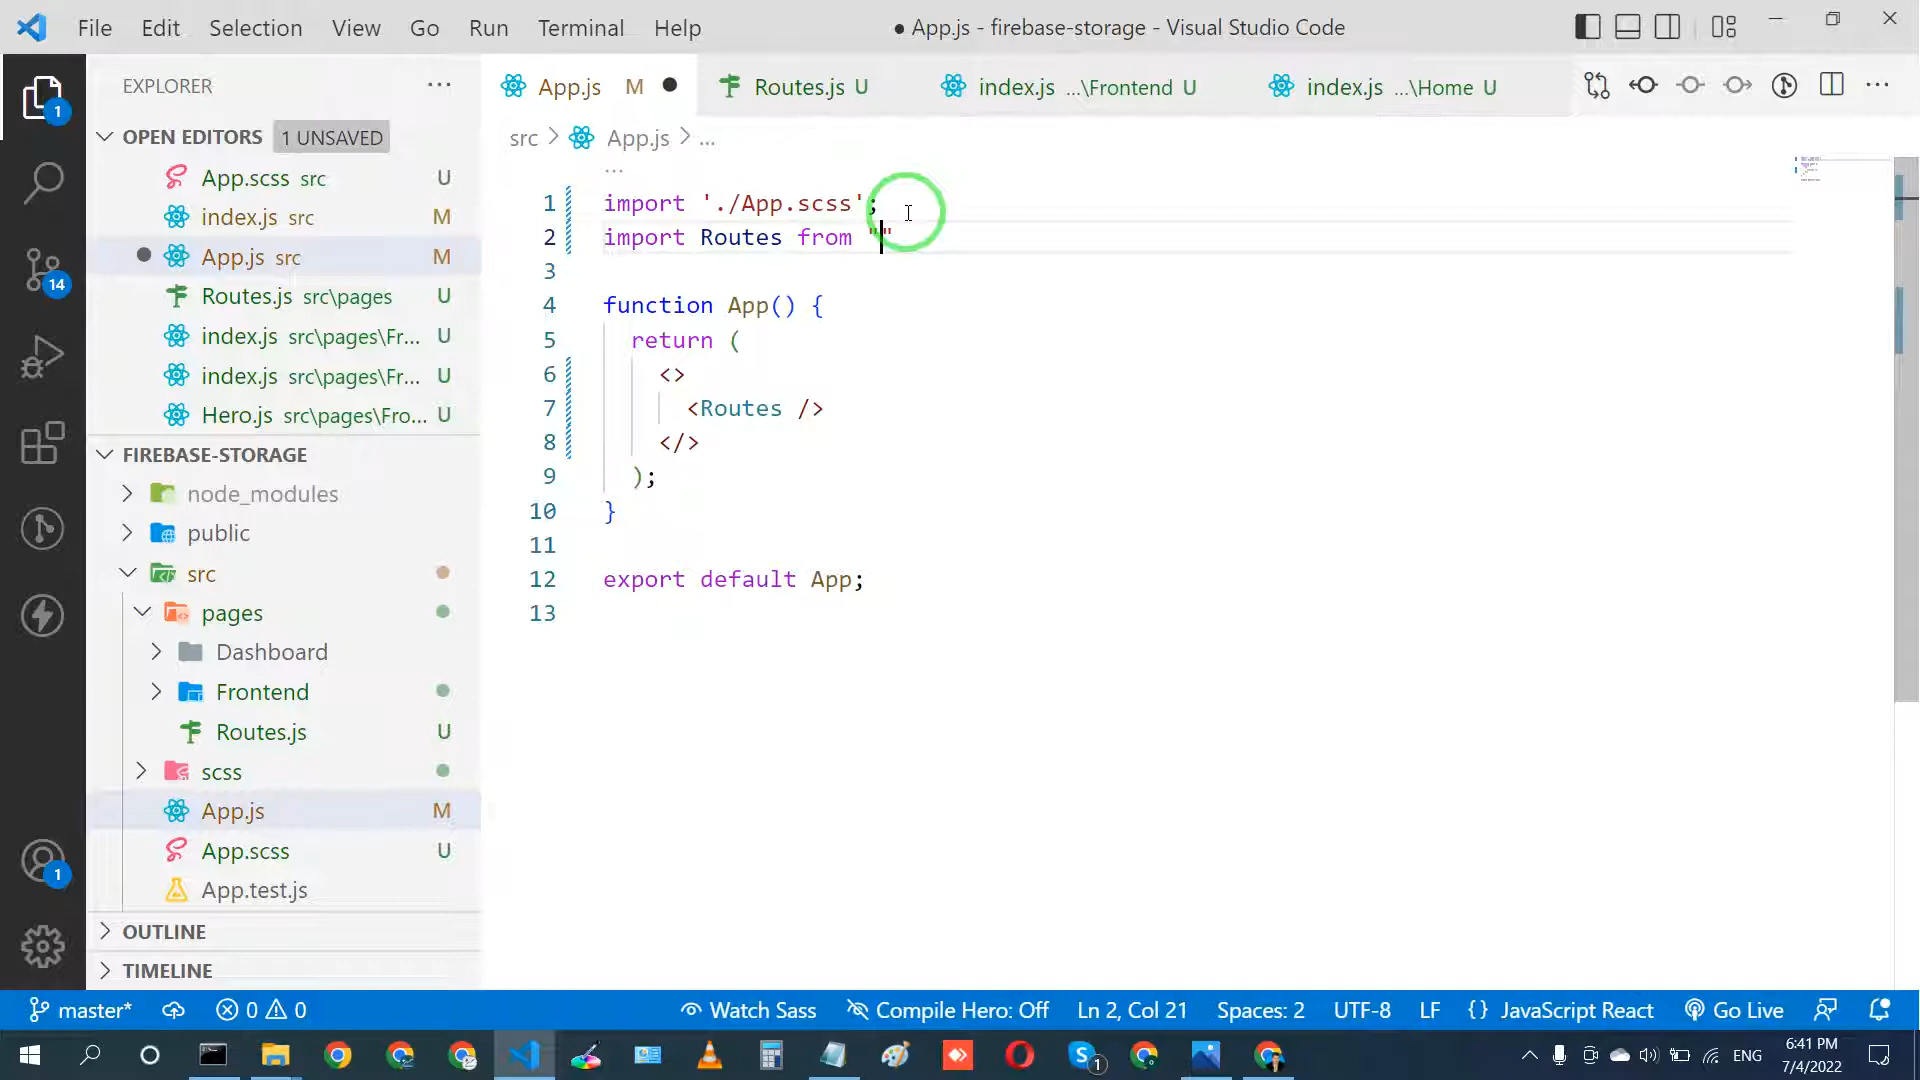 File Edit Selection View Go Run Terminal Help
● App.js - firebase-storage - Visual Studio Code
EXPLORER ...
App.js M ●
Routes.js U
index.js ...\Frontend U
index.js ...\Home U
OPEN EDITORS 1 UNSAVED
App.scss src U
index.js src M
App.js src M
Routes.js src\pages U
index.js src\pages\Fr... U
index.js src\pages\Fr... U
Hero.js src\pages\Fro... U
FIREBASE-STORAGE
node_modules
public
src
pages
Dashboard
Frontend
Routes.js U
scss
App.js M
App.scss U
App.test.js
OUTLINE
TIMELINE
1
14
1
src > App.js > ...
...
1 import './App.scss';
2 import Routes from ""
3
4 function App() {
5 return (
6 <>
7 <Routes />
8 </>
9 );
10 }
11
12 export default App;
13
master* 0 0 Watch Sass Compile Hero: Off Ln 2, Col 21 Spaces: 2 UTF-8 LF {} JavaScript React Go Live
1
ENG
6:41 PM
7/4/2022